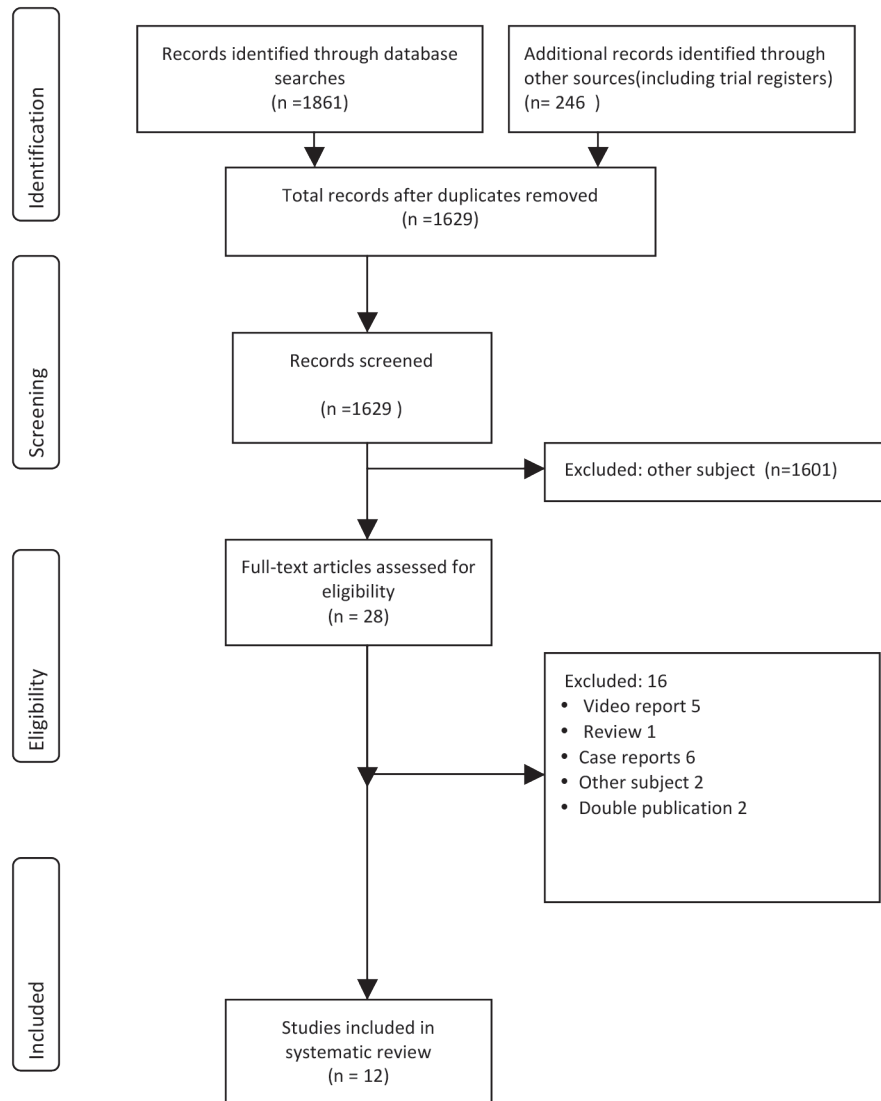 Identification
Records identified through database
searches
(n =1861)
Additional records identified through
other sources(including trial registers)
(n= 246  )
Total records after duplicates removed
(n =1629)
Screening
Records screened
(n =1629 )
Excluded: other subject  (n=1601)
Eligibility
Full-text articles assessed for
eligibility
(n = 28)
Excluded: 16
• Video report 5
• Review 1
• Case reports 6
• Other subject 2
• Double publication 2
Included
Studies included in
systematic review
(n = 12)